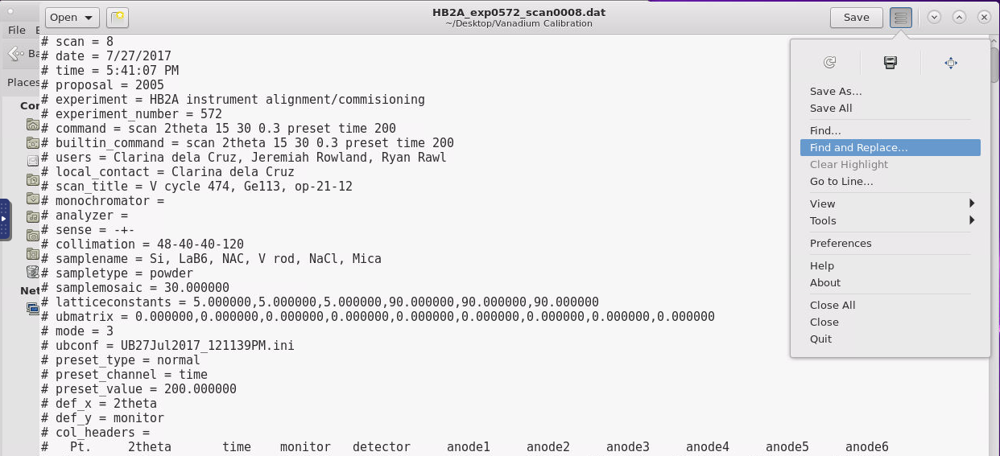 Open
HB2A_exp0572_scan0008.dat
~/Desktop/Vanadium Calibration
Save
File
Places
Net
# scan = 8
# date = 7/27/2017
# time = 5:41:07 PM
# proposal = 2005
# experiment = HB2A instrument alignment/commisioning
# experiment_number = 572
# command = scan 2theta 15 30 0.3 preset time 200
# builtin_command = scan 2theta 15 30 0.3 preset time 200
# users = Clarina dela Cruz, Jeremiah Rowland, Ryan Rawl
# local_contact = Clarina dela Cruz
# scan_title = V cycle 474, Ge113, op-21-12
# monochromator =
# analyzer =
# sense = -+-
# collimation = 48-40-40-120
# samplename = Si, LaB6, NAC, V rod, NaCl, Mica
# sampletype = powder
# samplemosaic = 30.000000
# latticeconstants = 5.000000,5.000000,5.000000,90.000000,90.000000,90.000000
# ubmatrix = 0.000000,0.000000,0.000000,0.000000,0.000000,0.000000,0.000000,0.000000,0.000000
# mode = 3
# ubconf = UB27Jul2017_121139PM.ini
# preset_type = normal
# preset_channel = time
# preset_value = 200.000000
# def_x = 2theta
# def_y = monitor
# col_headers =
# Pt. 2theta time monitor detector anode1 anode2 anode3 anode4 anode5 anode6
Save As...
Save All
Find...
Find and Replace...
Clear Highlight
Go to Line...
View
Tools
Preferences
Help
About
Close All
Close
Quit